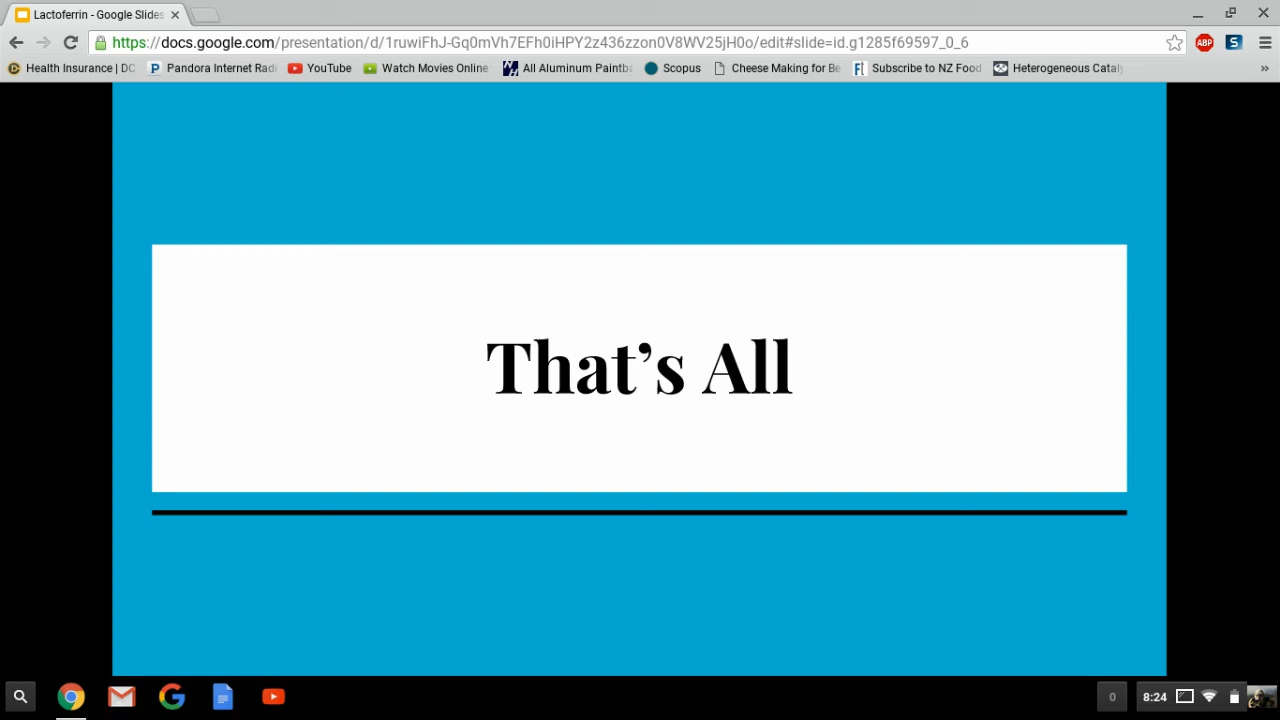 Lactoferrin - Google Slides
https://docs.google.com/presentation/d/1ruwiFhJ-Gq0mVh7EFh0iHPY2z436zzon0V8WV25jH0o/edit#slide=id.g1285f69597_0_6
ABP
S
Health Insurance | DC
Pandora Internet Radi
YouTube
Watch Movies Online
All Aluminum Paintba
Scopus
Cheese Making for Be
Subscribe to NZ Food
Heterogeneous Cataly
»
That's All
0
8:24